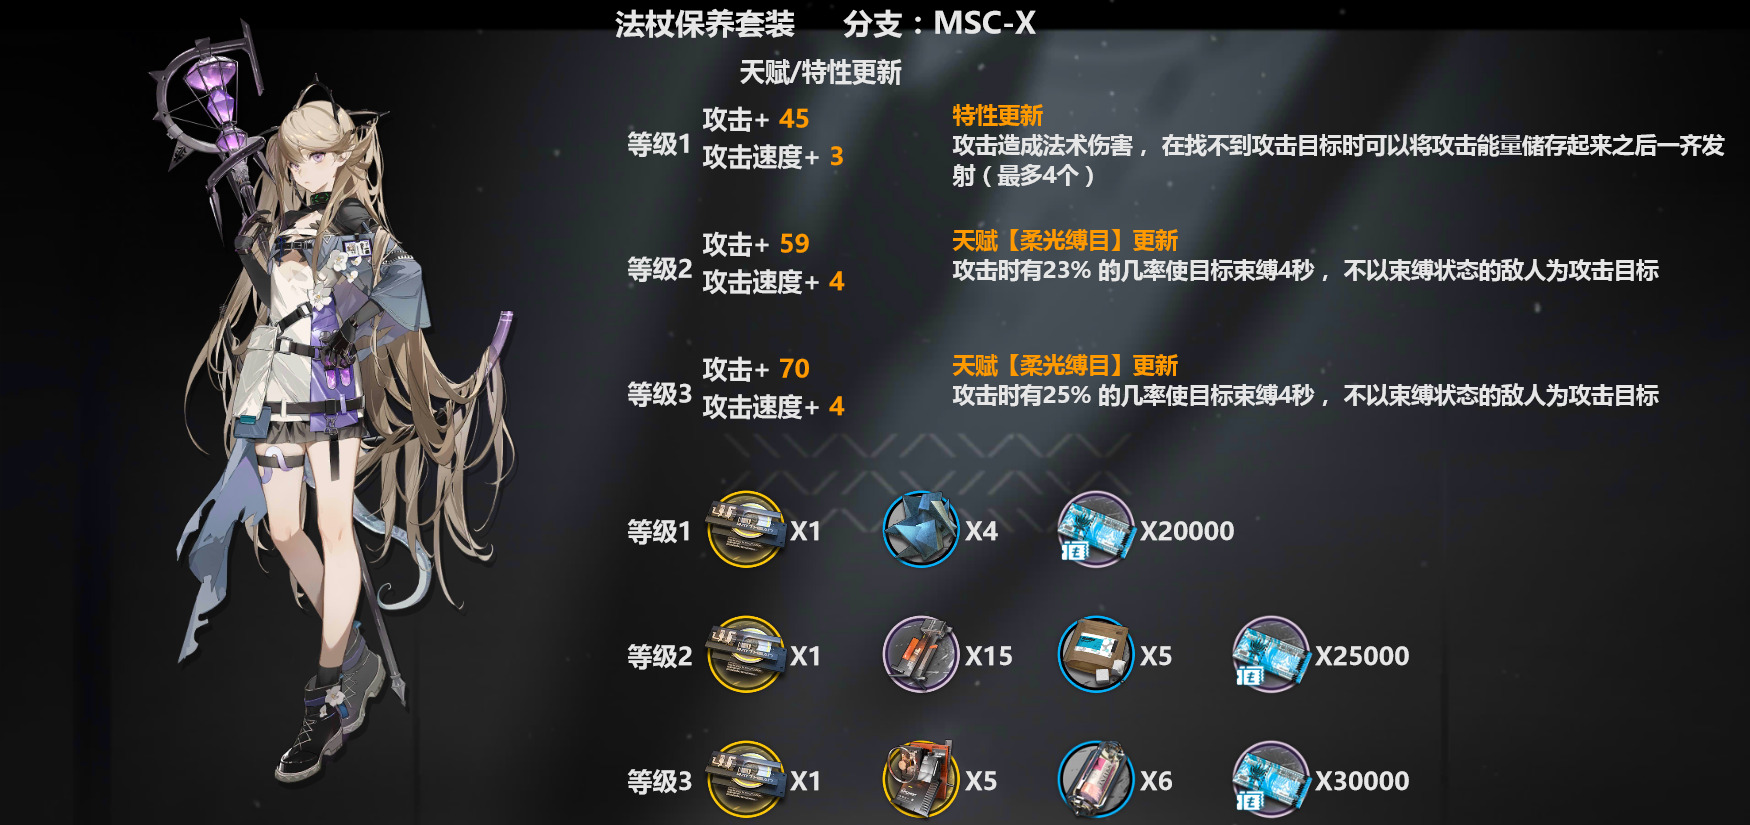 法杖保养套装 分支：MSC-X
天赋/特性更新
等级1
攻击+ 45
攻击速度+ 3
特性更新
攻击造成法术伤害， 在找不到攻击目标时可以将攻击能量储存起来之后一齐发
射（最多4个）
等级2
攻击+ 59
攻击速度+ 4
天赋【柔光缚目】更新
攻击时有23% 的几率使目标束缚4秒， 不以束缚状态的敌人为攻击目标
等级3
攻击+ 70
攻击速度+ 4
天赋【柔光缚目】更新
攻击时有25% 的几率使目标束缚4秒， 不以束缚状态的敌人为攻击目标
等级1 X1 X4 X20000
等级2 X1 X15 X5 X25000
等级3 X1 X5 X6 X30000